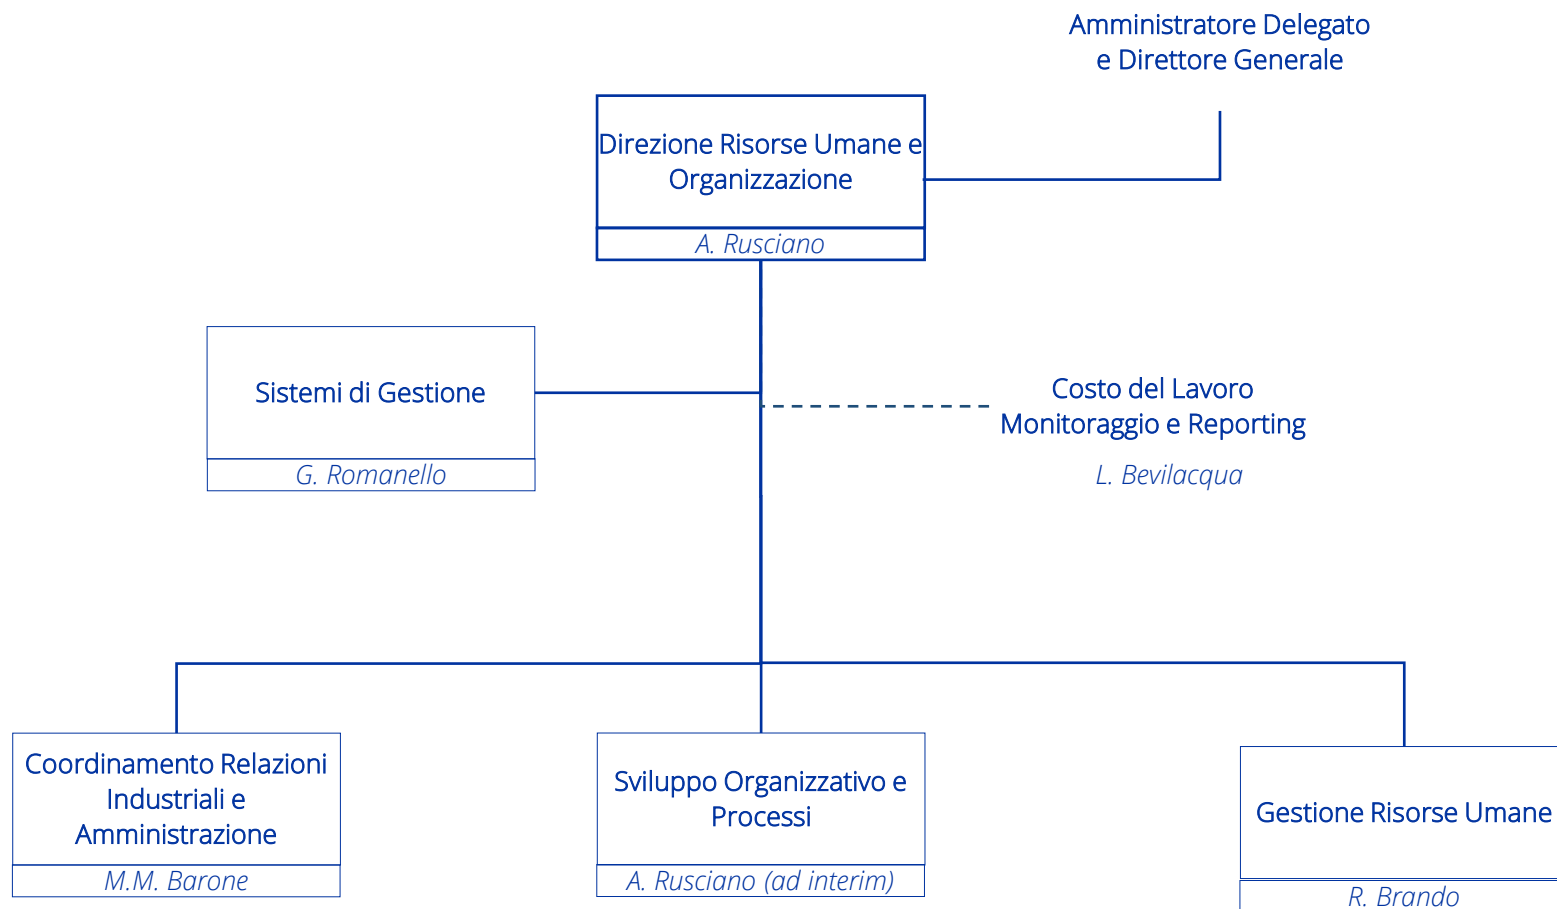 Amministratore Delegato
e Direttore Generale
Direzione Risorse Umane e
Organizzazione
A. Rusciano
Sistemi di Gestione
G. Romanello
Costo del Lavoro
Monitoraggio e Reporting
L. Bevilacqua
Coordinamento Relazioni
Industriali e
Amministrazione
M.M. Barone
Sviluppo Organizzativo e
Processi
A. Rusciano (ad interim)
Gestione Risorse Umane
R. Brando